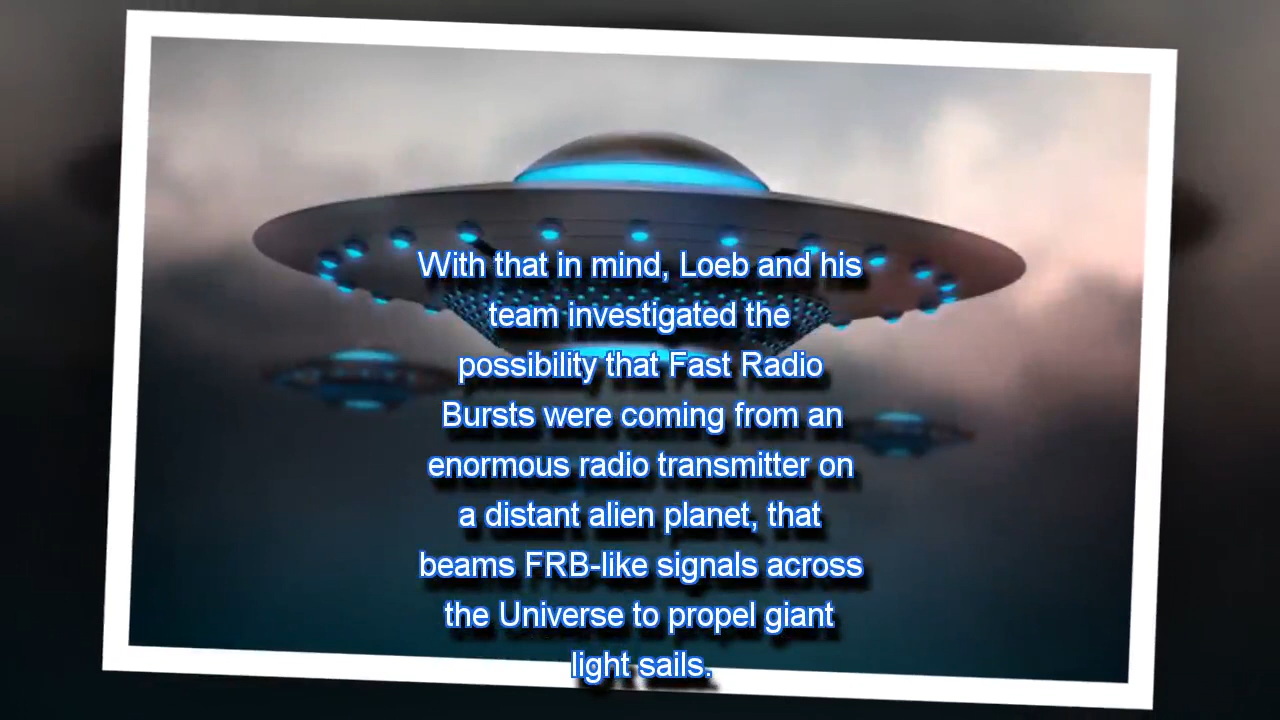 With that in mind, Loeb and his
team investigated the
possibility that Fast Radio
Bursts were coming from an
enormous radio transmitter on
a distant alien planet, that
beams FRB-like signals across
the Universe to propel giant
light sails.